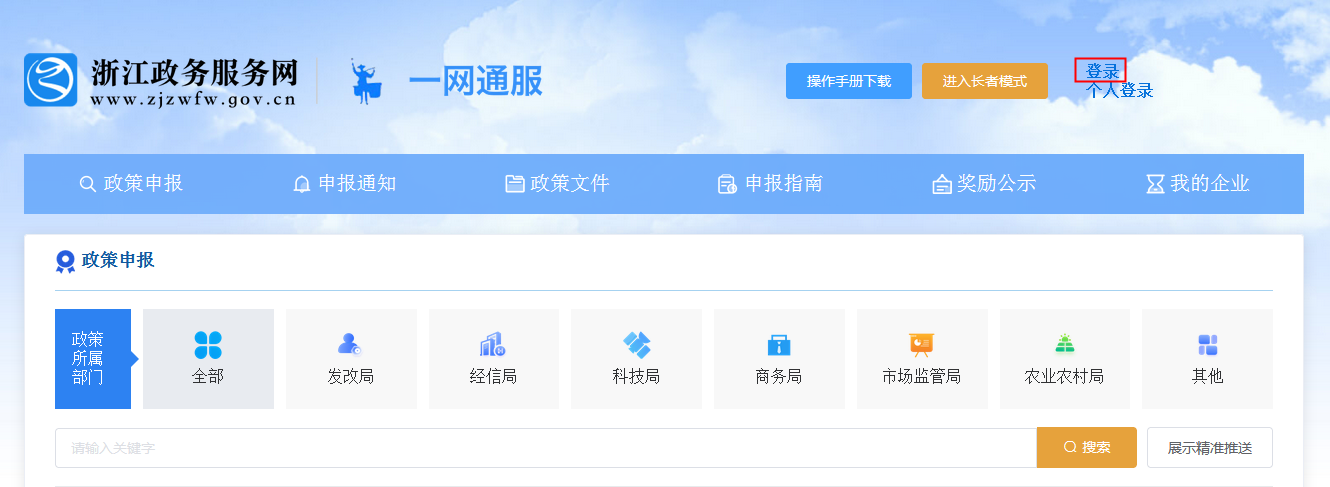 浙江政务服务网
www.zjzwfw.gov.cn
一网通服
操作手册下载
进入长者模式
登录
个人登录
政策申报
申报通知
政策文件
申报指南
奖励公示
我的企业
政策申报
政策
所属
部门
全部
发改局
经信局
科技局
商务局
市场监管局
农业农村局
其他
请输入关键字
搜索
展示精准推送